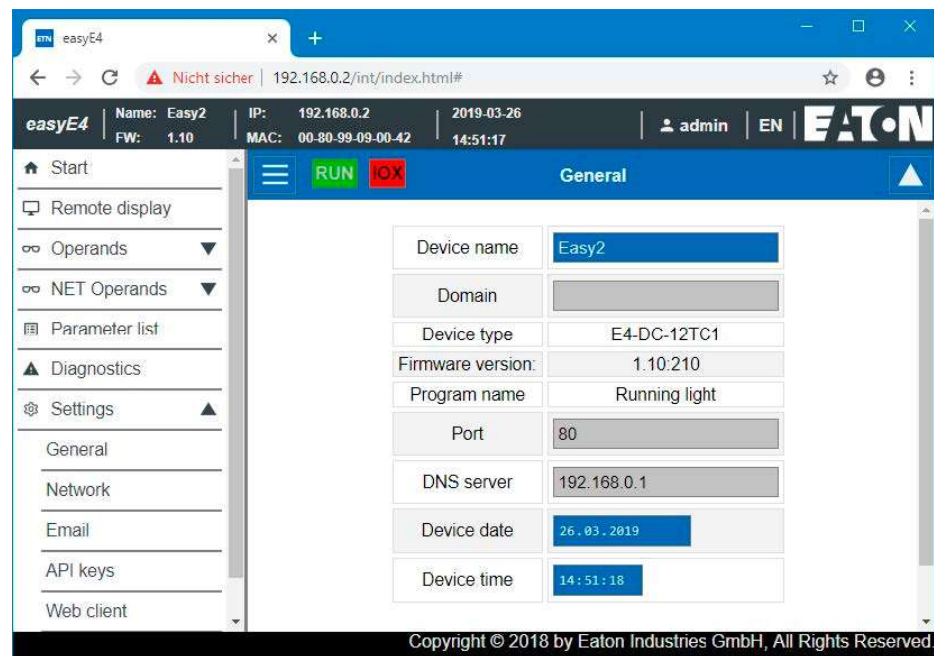 ETN easyE4
Nicht sicher | 192.168.0.2/int/index.html#
easyE4 Name: Easy2 IP: 192.168.0.2 2019-03-26 admin EN EATON
FW: 1.10 MAC: 00-80-99-09-00-42 14:51:17
Start
RUN IOX General
Remote display
Operands
NET Operands
Parameter list
Diagnostics
Settings
General
Network
Email
API keys
Web client
Device name Easy2
Domain
Device type E4-DC-12TC1
Firmware version: 1.10:210
Program name Running light
Port 80
DNS server 192.168.0.1
Device date 26.03.2019
Device time 14:51:18
Copyright © 2018 by Eaton Industries GmbH, All Rights Reserved.